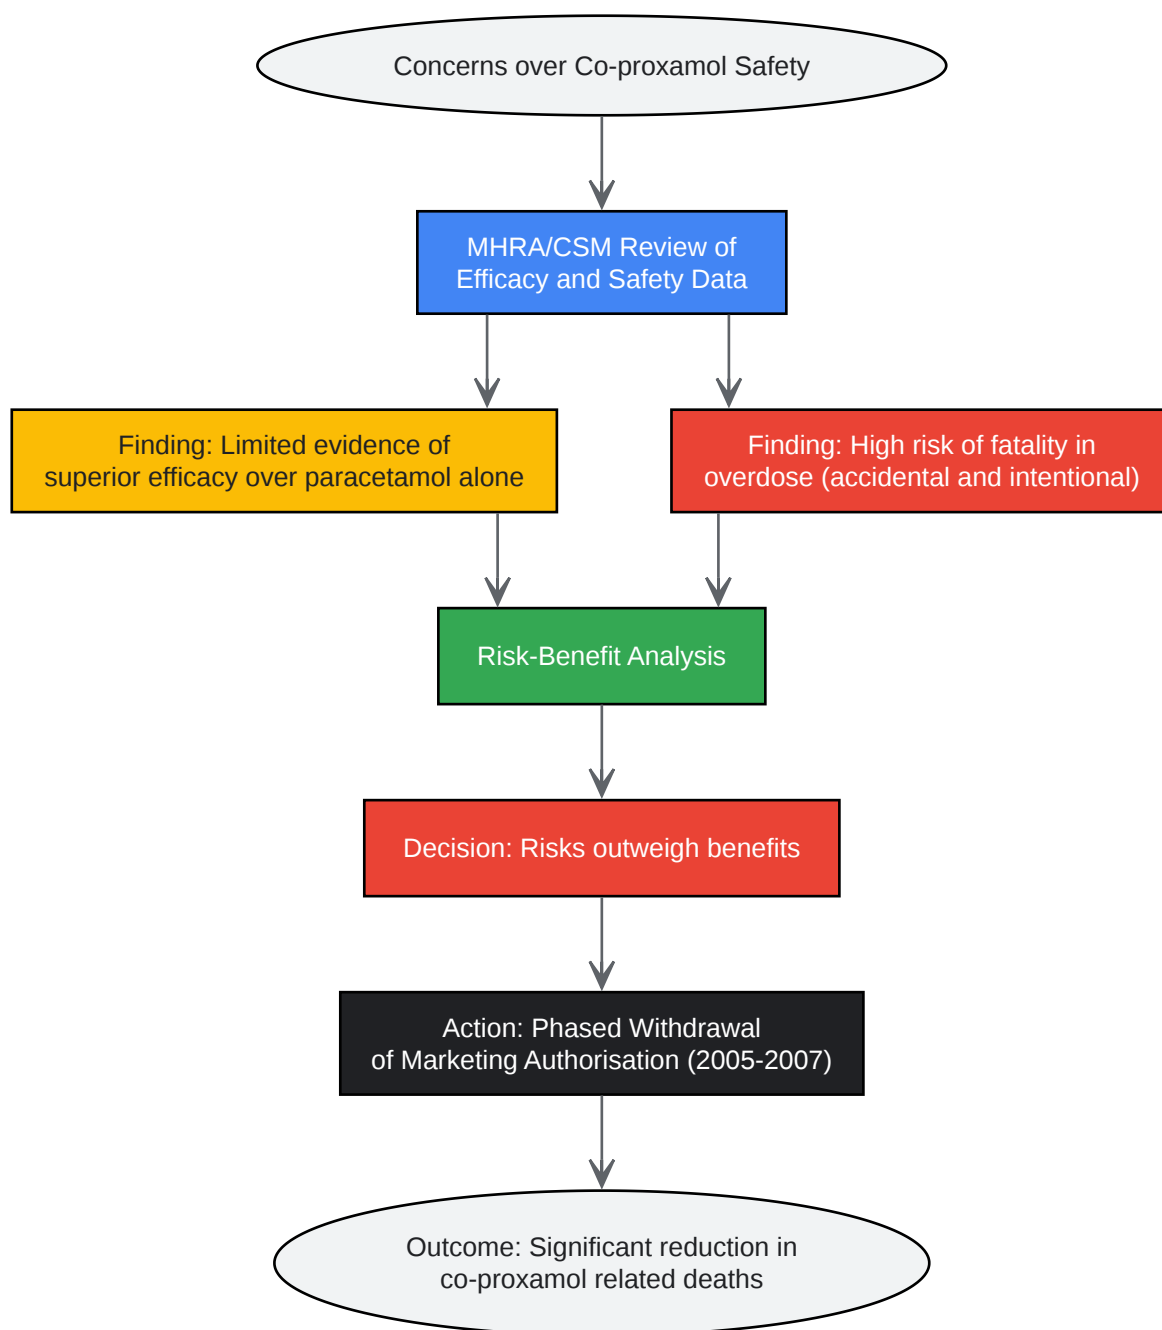 Concerns over Co-proxamol Safety
MHRA/CSM Review of
Efficacy and Safety Data
Finding: Limited evidence of
superior efficacy over paracetamol alone
Finding: High risk of fatality in
overdose (accidental and intentional)
Risk-Benefit Analysis
Decision: Risks outweigh benefits
Action: Phased Withdrawal
of Marketing Authorisation (2005-2007)
Outcome: Significant reduction in
co-proxamol related deaths